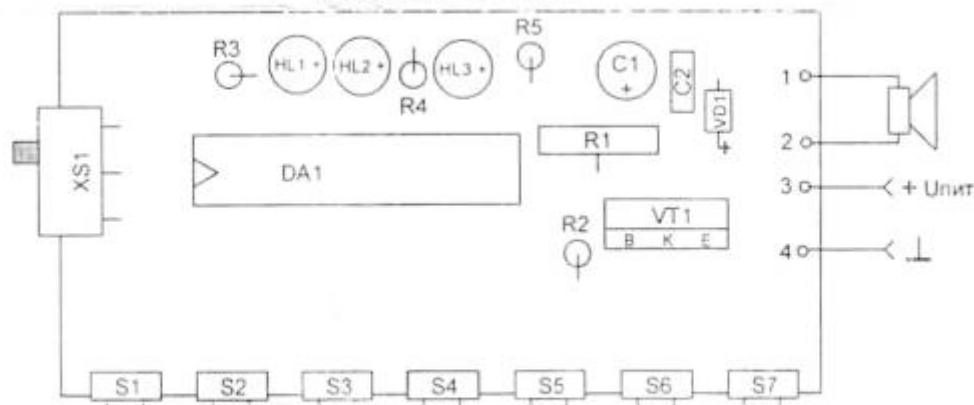 R3
HL1 +
HL2 +
R4
HL3 +
R5
C1
+
C2
VD1
+
1
2
3
+ Uпит
4
XS1
DA1
R1
R2
VT1
B K E
S1 S2 S3 S4 S5 S6 S7